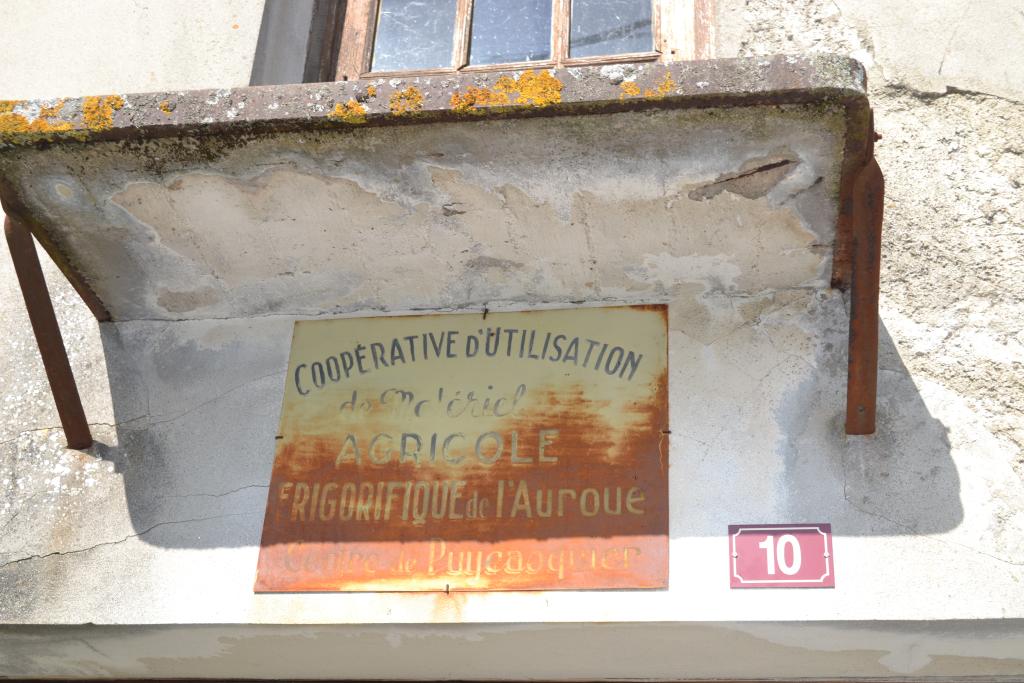 COOPÉRATIVE D'UTILISATION
de Matériel
AGRICOLE
FRIGORIFIQUE de l'Auroue
Centre de Puycasquier
10